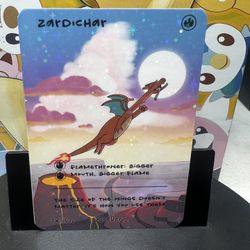 ZARDICHAR
FLAMETHROWER: BIGGER
MOUTH, BIGGER FLAME
THE SIZE OF THE WINGS DOESN'T
MATTER IT'S HOW YOU USE THEM